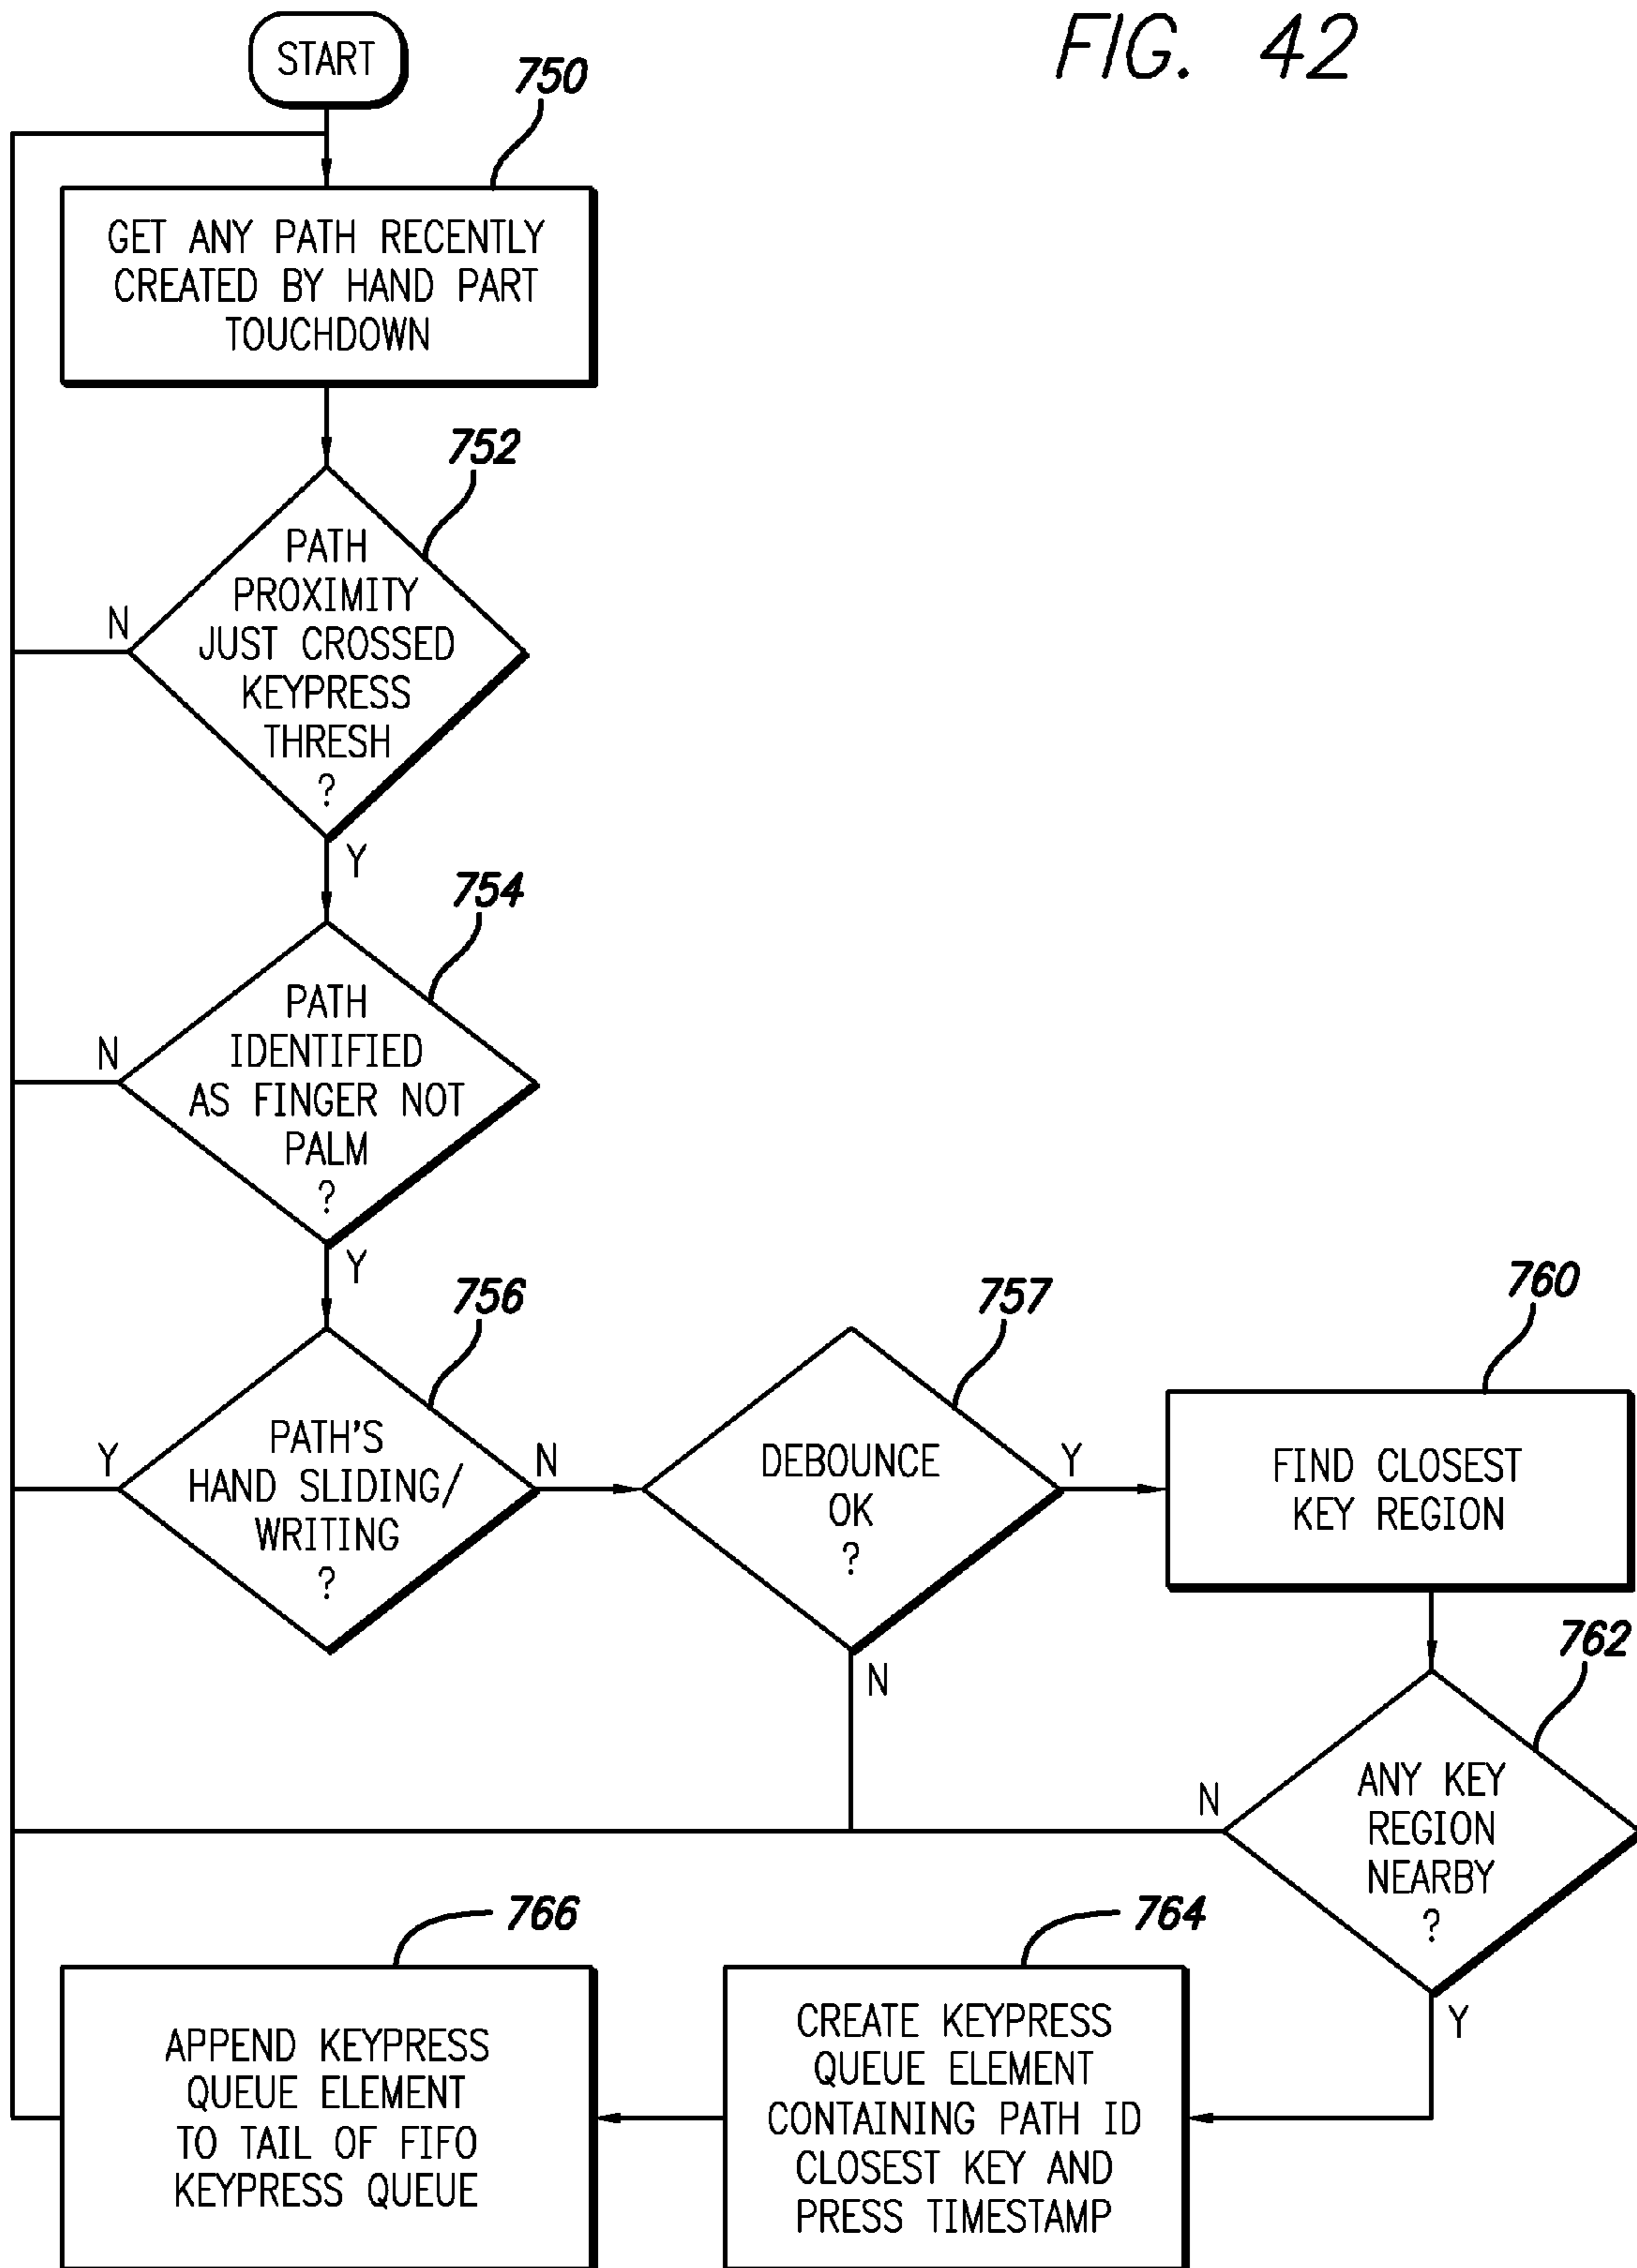 FIG. 42
START
750
GET ANY PATH RECENTLY
CREATED BY HAND PART
TOUCHDOWN
752
PATH
PROXIMITY
JUST CROSSED
KEYPRESS
THRESH
?
N
Y
754
PATH
IDENTIFIED
AS FINGER NOT
PALM
?
N
Y
756
PATH'S
HAND SLIDING/
WRITING
?
Y
N
757
DEBOUNCE
OK
?
Y
N
760
FIND CLOSEST
KEY REGION
762
ANY KEY
REGION
NEARBY
?
N
Y
764
CREATE KEYPRESS
QUEUE ELEMENT
CONTAINING PATH ID
CLOSEST KEY AND
PRESS TIMESTAMP
766
APPEND KEYPRESS
QUEUE ELEMENT
TO TAIL OF FIFO
KEYPRESS QUEUE